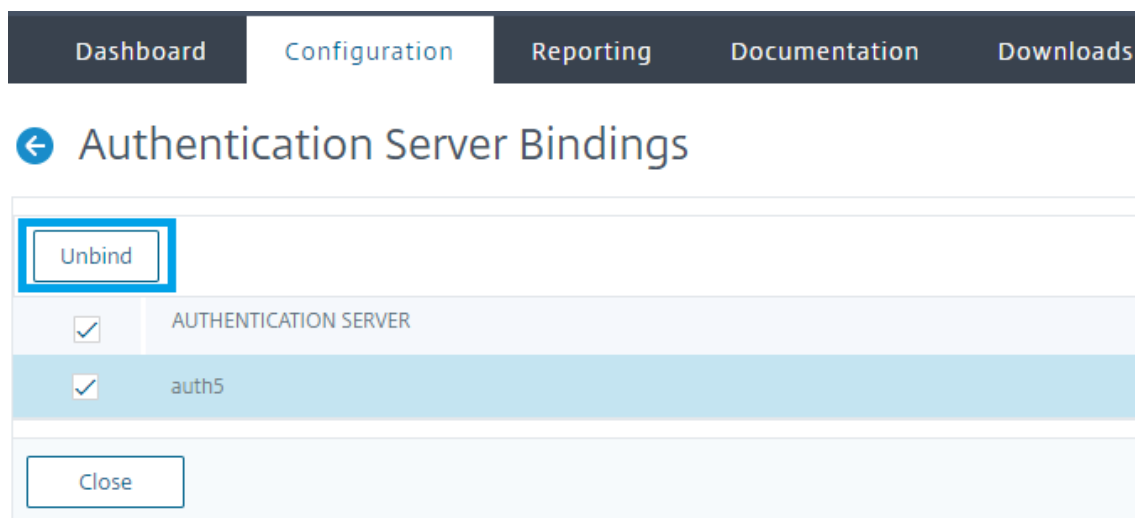 Dashboard Configuration Reporting Documentation Downloads
Authentication Server Bindings
Unbind
AUTHENTICATION SERVER
auth5
Close